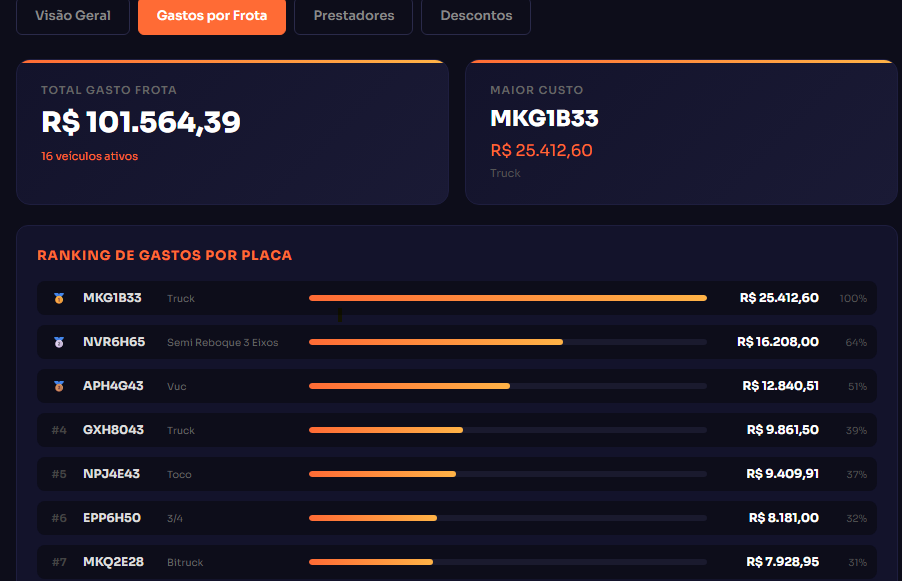 Visão Geral Gastos por Frota Prestadores Descontos
TOTAL GASTO FROTA
R$ 101.564,39
16 veículos ativos
MAIOR CUSTO
MKG1B33
R$ 25.412,60
Truck
RANKING DE GASTOS POR PLACA
MKG1B33 Truck R$ 25.412,60 100%
NVR6H65 Semi Reboque 3 Eixos R$ 16.208,00 64%
APH4G43 Vuc R$ 12.840,51 51%
#4 GXH8043 Truck R$ 9.861,50 39%
#5 NPJ4E43 Toco R$ 9.409,91 37%
#6 EPP6H50 3/4 R$ 8.181,00 32%
#7 MKQ2E28 Bitruck R$ 7.928,95 31%